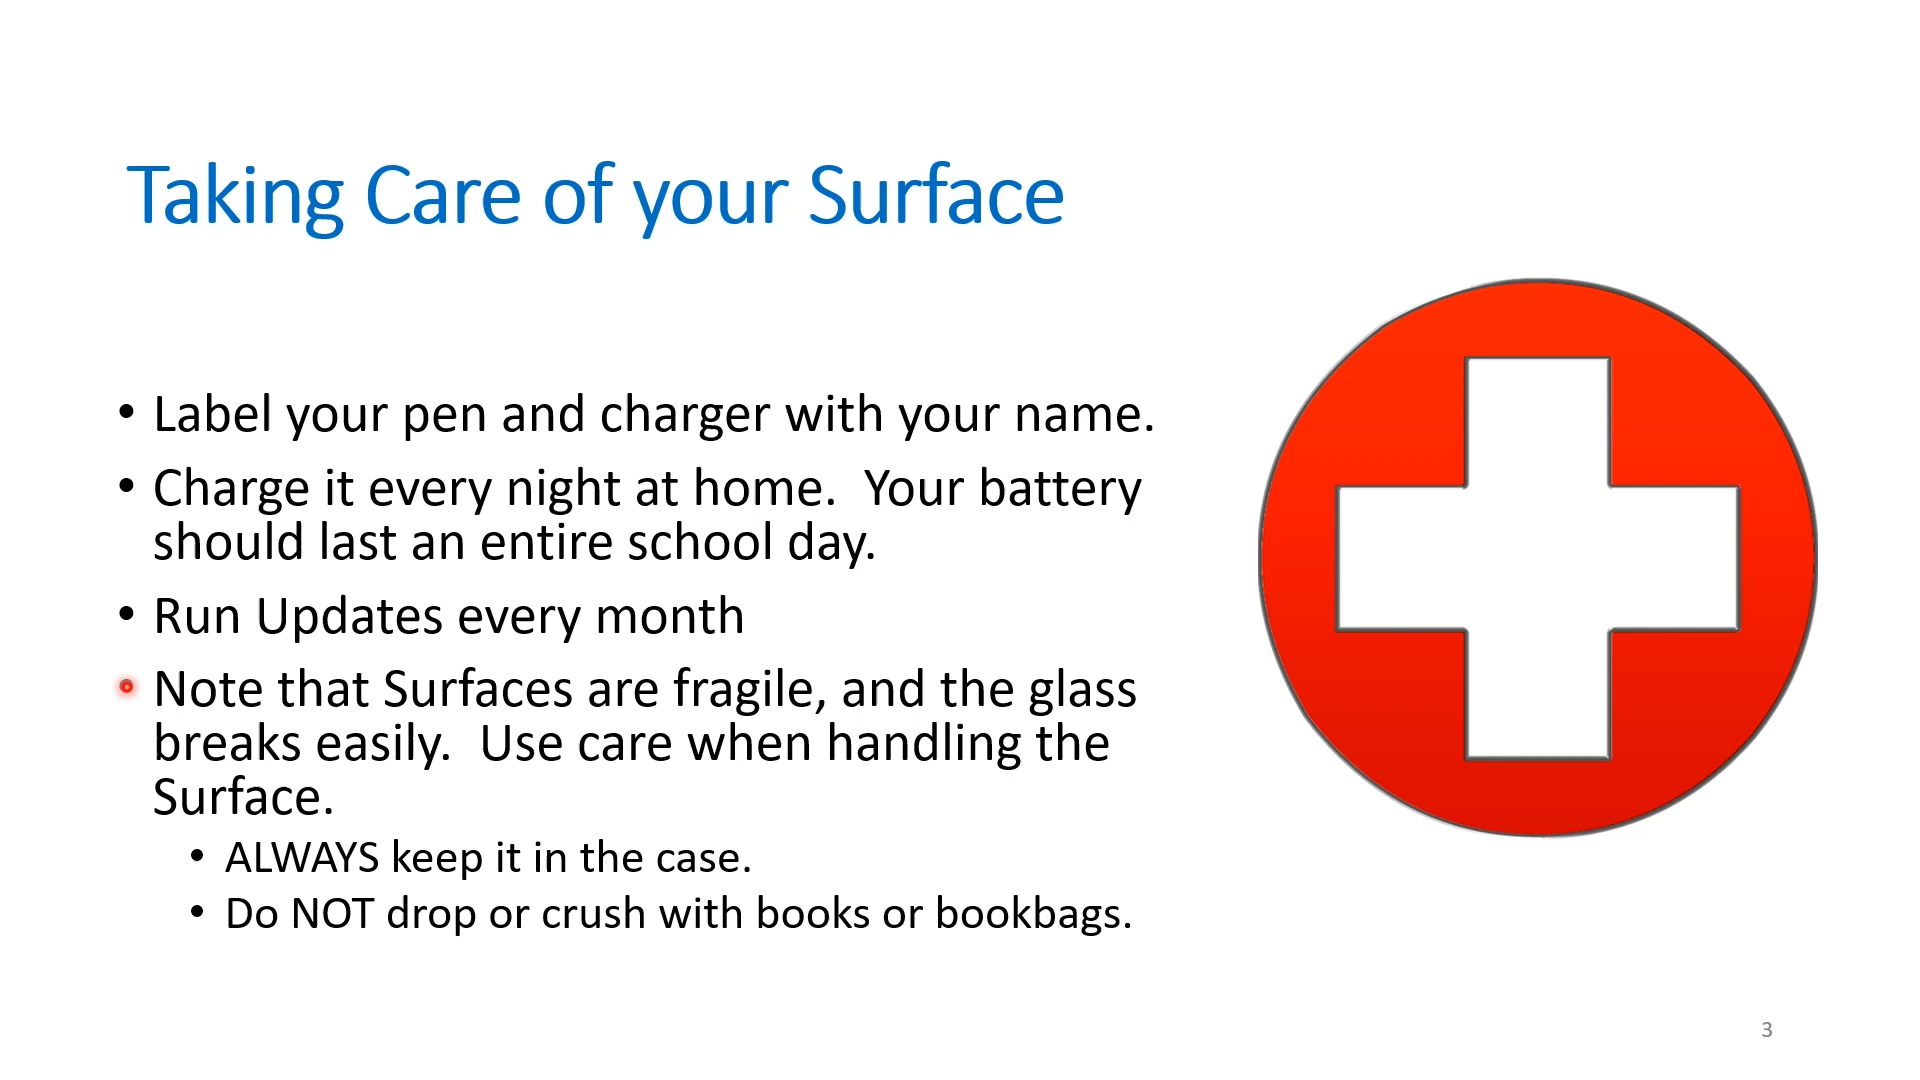 Taking Care of your Surface
• Label your pen and charger with your name.
• Charge it every night at home.  Your battery
should last an entire school day.
• Run Updates every month
• Note that Surfaces are fragile, and the glass
breaks easily.  Use care when handling the
Surface.
• ALWAYS keep it in the case.
• Do NOT drop or crush with books or bookbags.
3